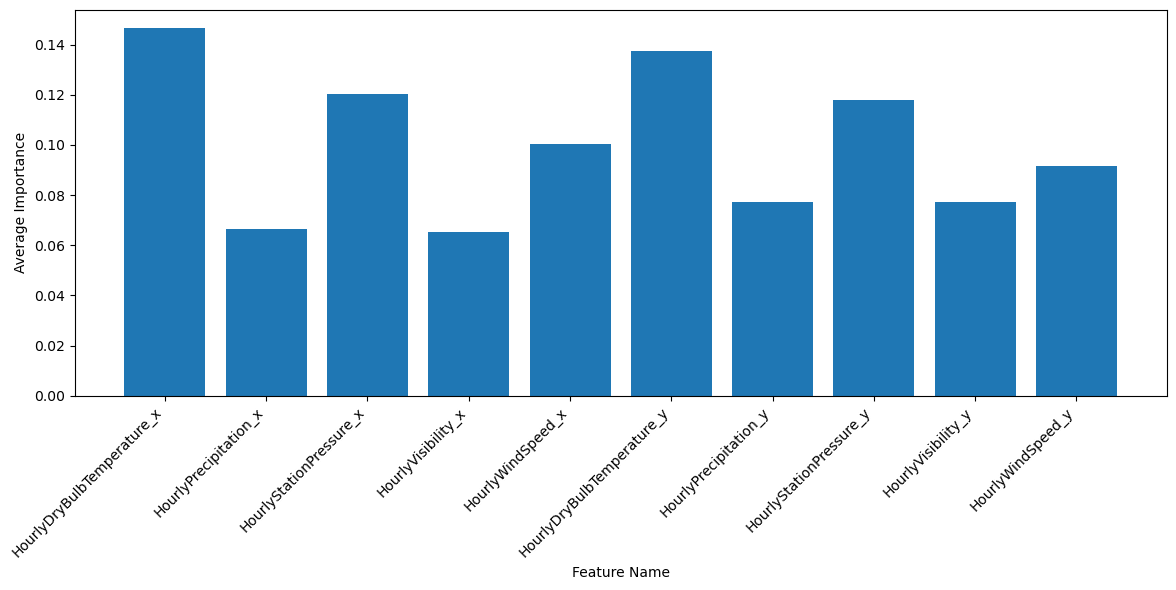 Average Importance
0.14
0.12
0.10
0.08
0.06
0.04
0.02
0.00
HourlyDryBulbTemperature_x
HourlyPrecipitation_x
HourlyStationPressure_x
HourlyVisibility_x
HourlyWindSpeed_x
HourlyDryBulbTemperature_y
HourlyPrecipitation_y
HourlyStationPressure_y
HourlyVisibility_y
HourlyWindSpeed_y
Feature Name